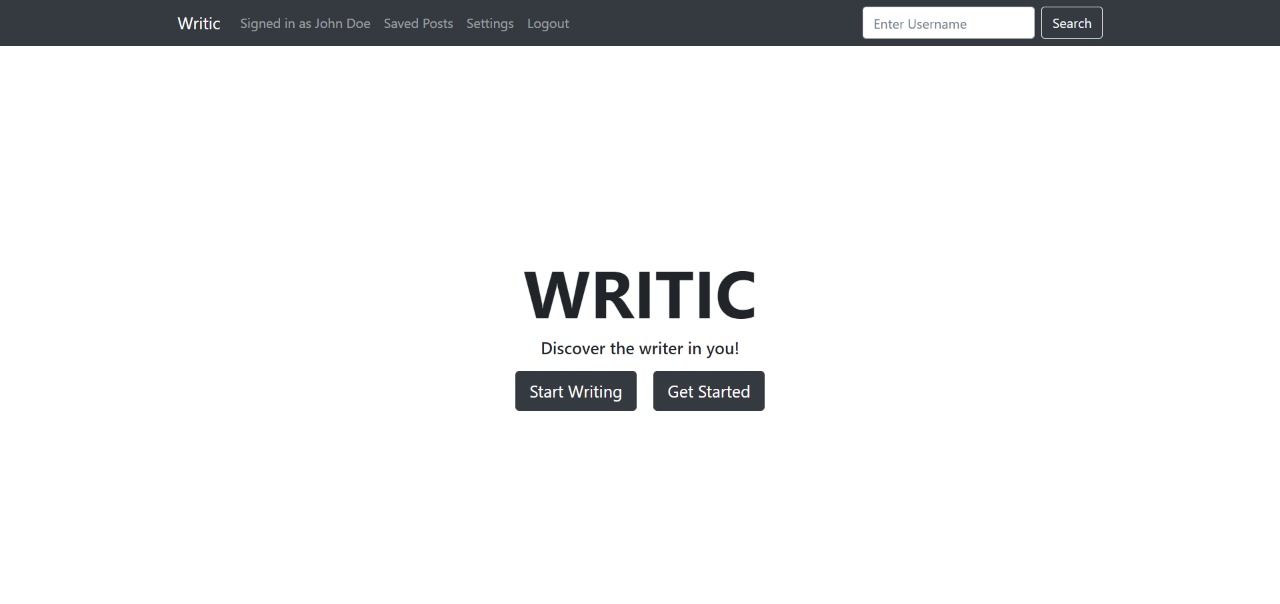 Writic Signed in as John Doe Saved Posts Settings Logout Enter Username Search
WRITIC
Discover the writer in you!
Start Writing Get Started